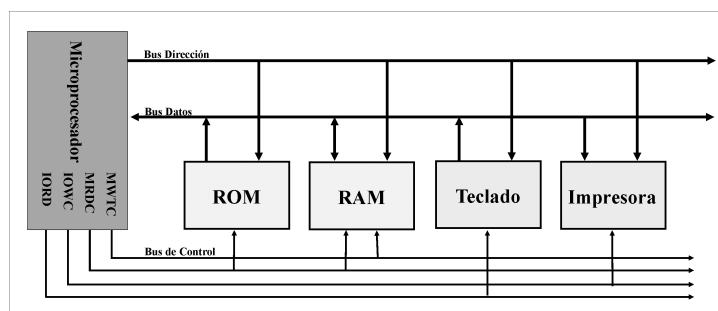 Microprocesador
IORD
IOWC
MRDC
MWTC
Bus Dirección
Bus Datos
ROM
RAM
Teclado
Impresora
Bus de Control